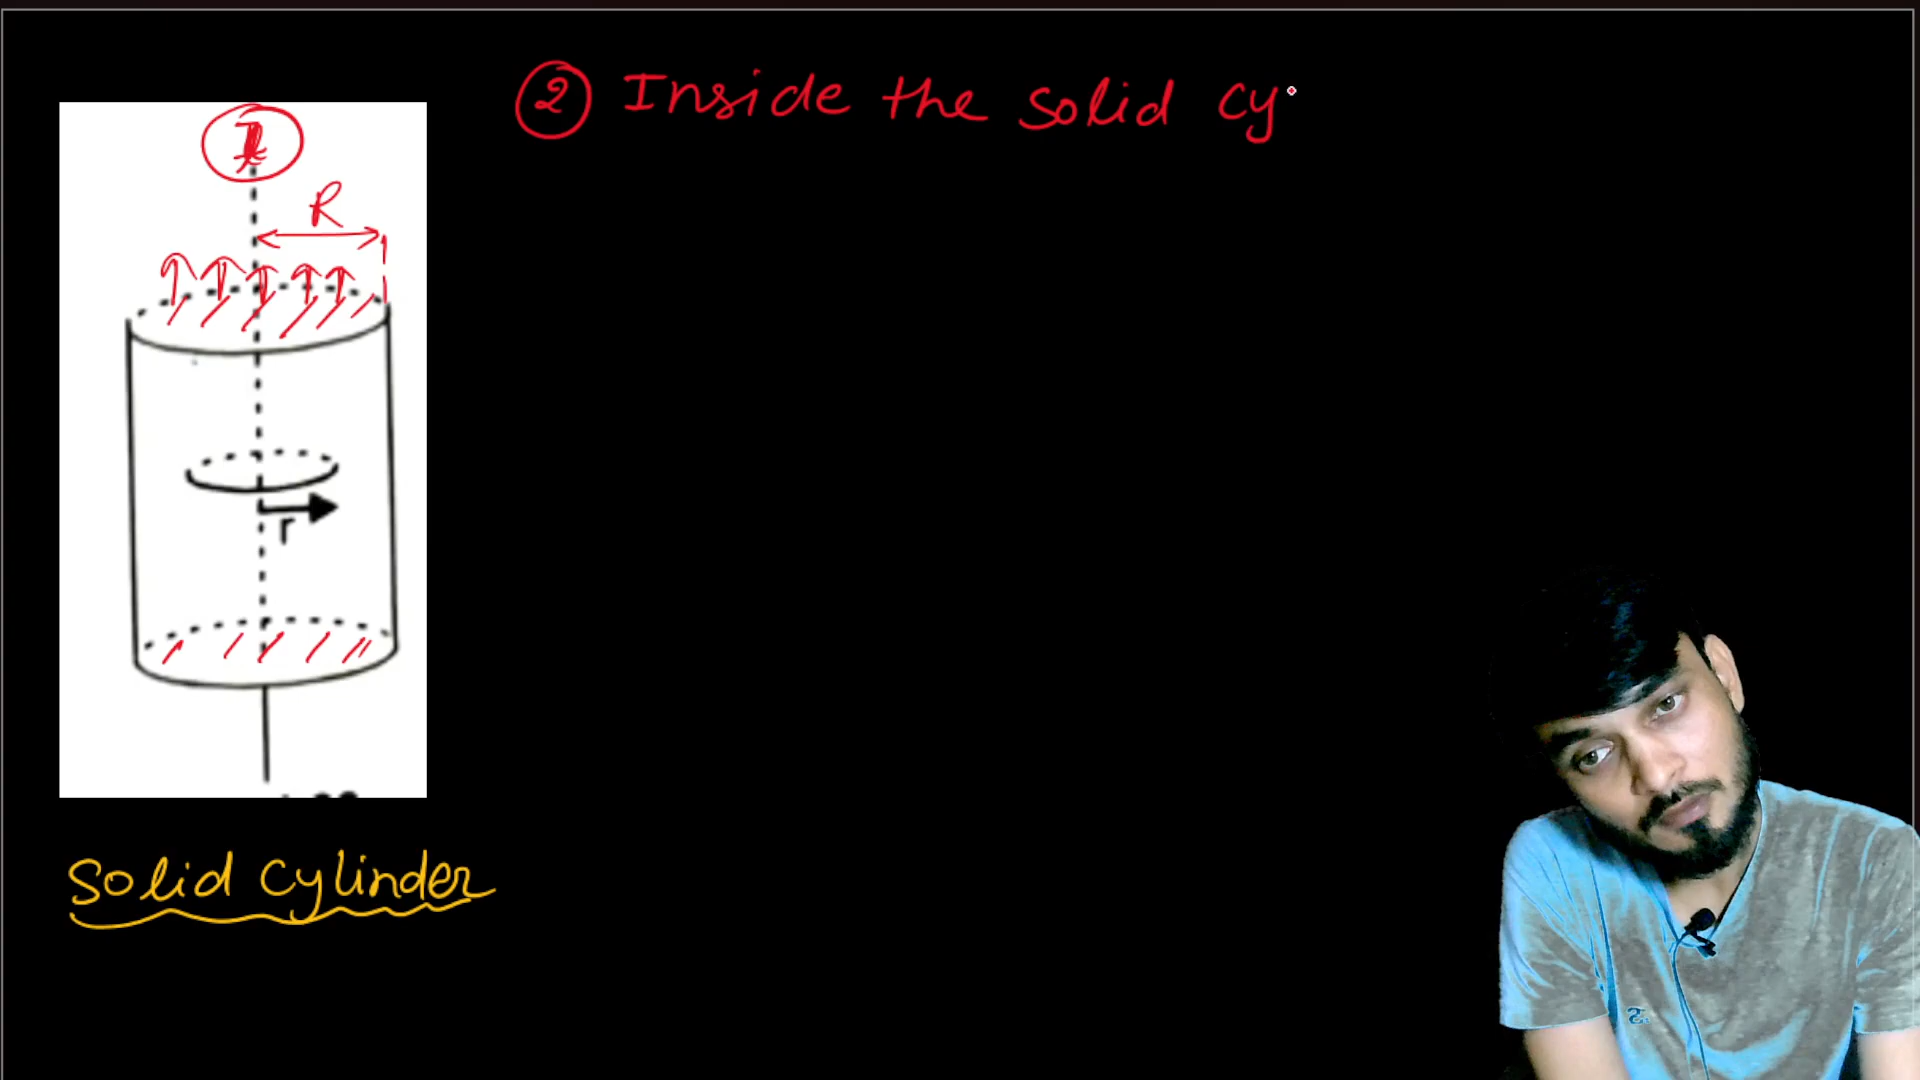 ② Inside the Solid Cy
I
R
r
Solid Cylinder